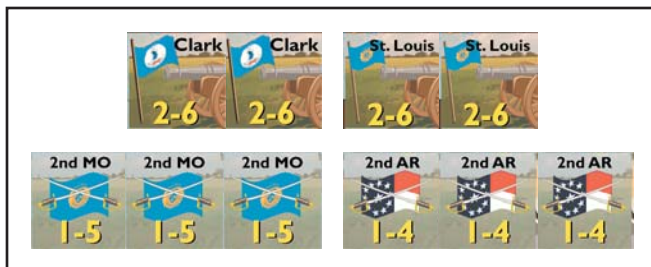 Clark Clark St. Louis St. Louis
2-6 2-6 2-6 2-6
2nd MO 2nd MO 2nd MO 2nd AR 2nd AR 2nd AR
1-5 1-5 1-5 1-4 1-4 1-4